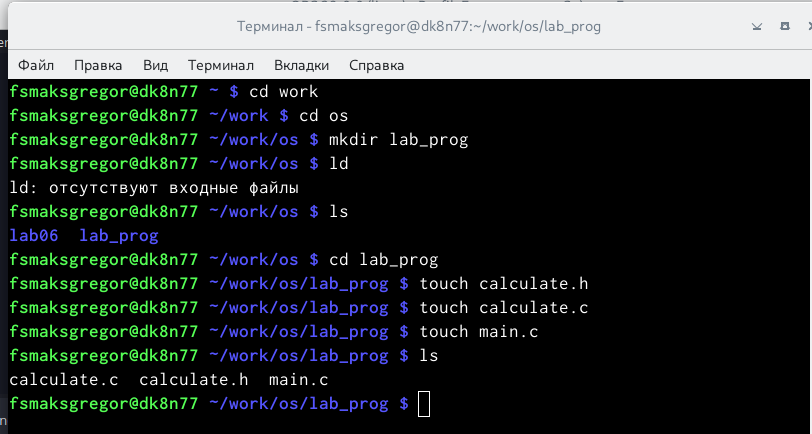 Терминал - fsmaksgregor@dk8n77:~/work/os/lab_prog
Файл Правка Вид Терминал Вкладки Справка
fsmaksgregor@dk8n77 ~ $ cd work
fsmaksgregor@dk8n77 ~/work $ cd os
fsmaksgregor@dk8n77 ~/work/os $ mkdir lab_prog
fsmaksgregor@dk8n77 ~/work/os $ ld
ld: отсутствуют входные файлы
fsmaksgregor@dk8n77 ~/work/os $ ls
lab06  lab_prog
fsmaksgregor@dk8n77 ~/work/os $ cd lab_prog
fsmaksgregor@dk8n77 ~/work/os/lab_prog $ touch calculate.h
fsmaksgregor@dk8n77 ~/work/os/lab_prog $ touch calculate.c
fsmaksgregor@dk8n77 ~/work/os/lab_prog $ touch main.c
fsmaksgregor@dk8n77 ~/work/os/lab_prog $ ls
calculate.c  calculate.h  main.c
fsmaksgregor@dk8n77 ~/work/os/lab_prog $